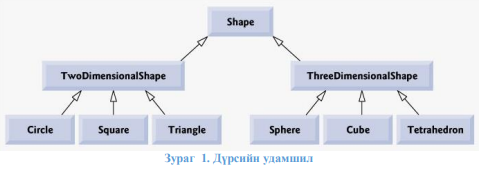 Shape
TwoDimensionalShape
ThreeDimensionalShape
Circle
Square
Triangle
Sphere
Cube
Tetrahedron
Зураг 1. Дүрсийн удамшил